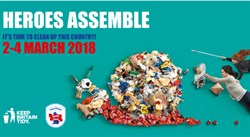 HEROES ASSEMBLE
IT'S TIME TO CLEAN UP THIS COUNTRY!
2-4 MARCH 2018
KEEP
BRITAIN
TIDY